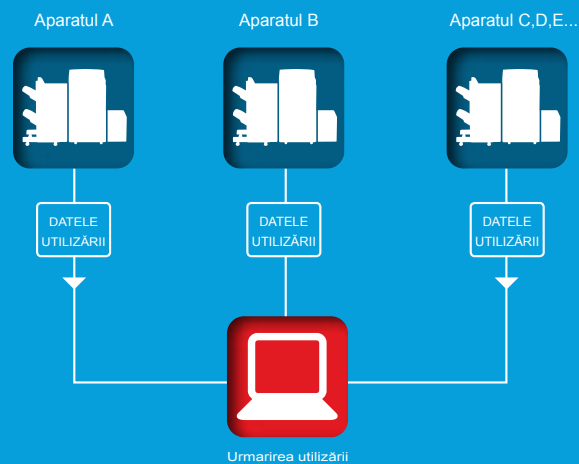 Aparatul A
Aparatul B
Aparatul C,D,E...
DATELE
UTILIZĂRII
DATELE
UTILIZĂRII
DATELE
UTILIZĂRII
Urmarirea utilizării